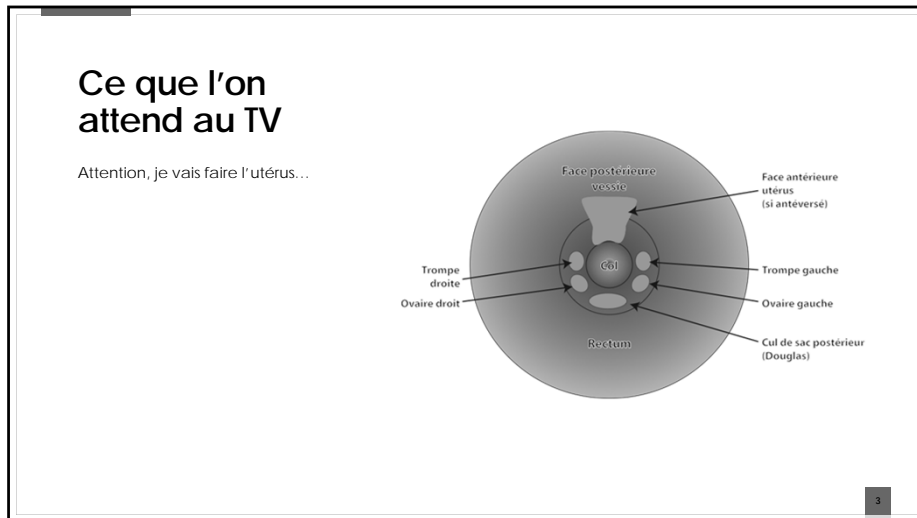 Ce que l'on
attend au TV
Attention, je vais faire l'utérus…
Face postérieure
vessie
Face antérieure
utérus
(si antéversé)
Col
Trompe
droite
Trompe gauche
Ovaire droit
Ovaire gauche
Rectum
Cul de sac postérieur
(Douglas)
3